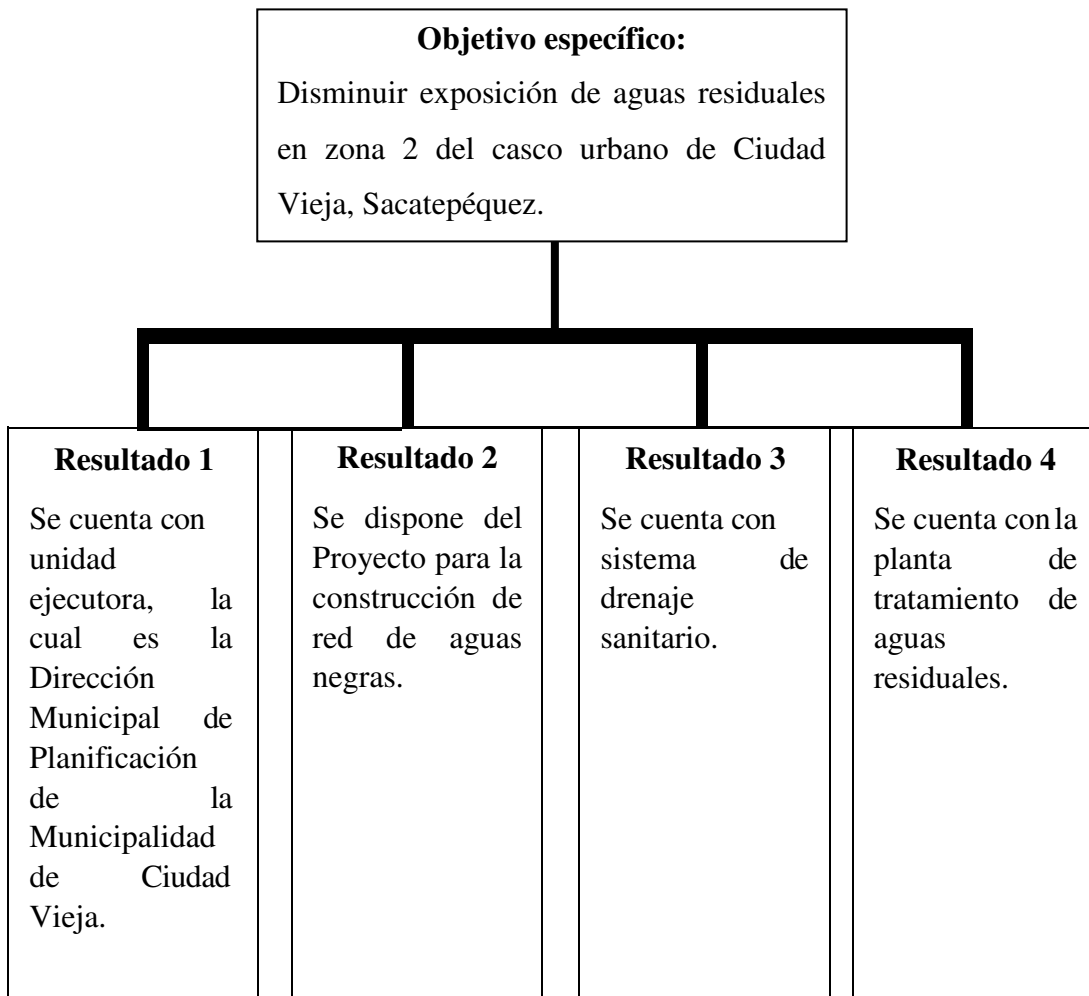 Objetivo específico:
Disminuir exposición de aguas residuales
en zona 2 del casco urbano de Ciudad
Vieja, Sacatepéquez.
Resultado 1
Se cuenta con
unidad
ejecutora, la
cual es la
Dirección
Municipal de
Planificación
de la
Municipalidad
de Ciudad
Vieja.
Resultado 2
Se dispone del
Proyecto para la
construcción de
red de aguas
negras.
Resultado 3
Se cuenta con
sistema de
drenaje
sanitario.
Resultado 4
Se cuenta con la
planta de
tratamiento de
aguas
residuales.